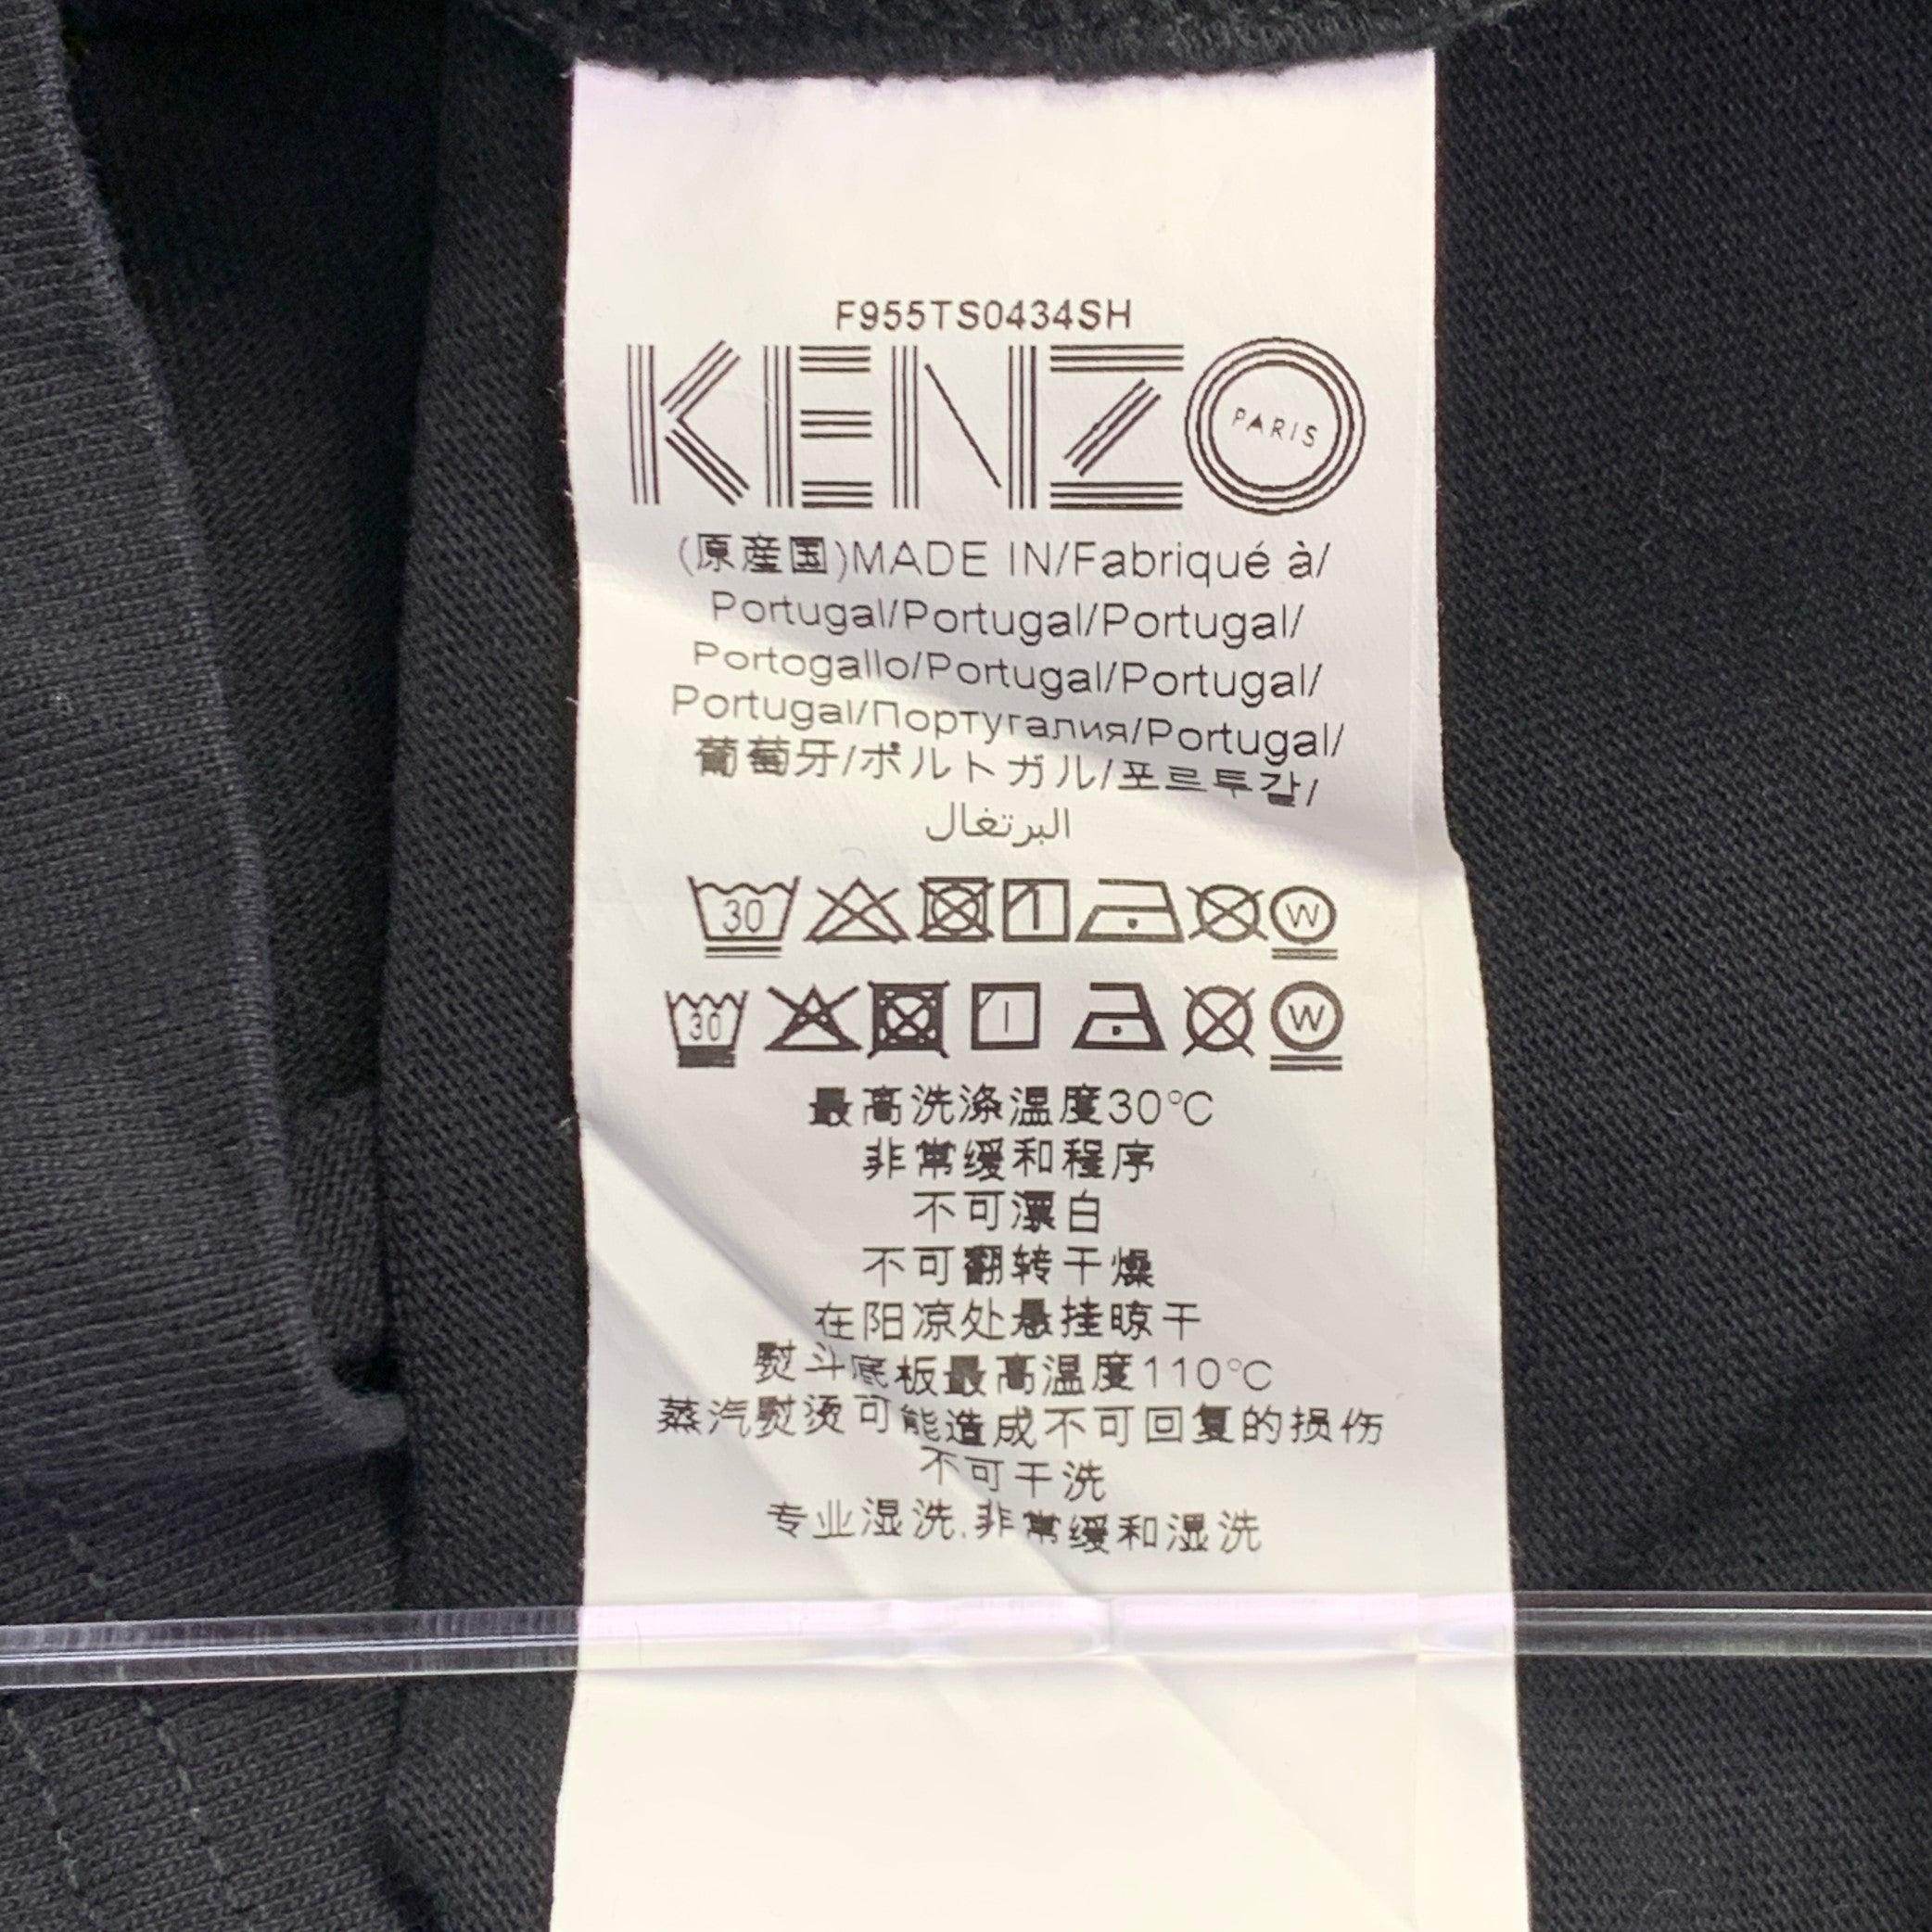 F955TS0434SH
KENZO PARIS
(原産国)MADE IN/Fabriqué à/
Portugal/Portugal/Portugal/
Portogallo/Portugal/Portugal/
Portugal/Португалия/Portugal/
葡萄牙/ポルトガル/포르투갈/
البرتغال
30 W
30 W
最高洗涤温度30°C
非常缓和程序
不可漂白
不可翻转干燥
在阳凉处悬挂晾干
熨斗底板最高温度110°C
蒸汽熨烫可能造成不可回复的损伤
不可干洗
专业湿洗,非常缓和湿洗